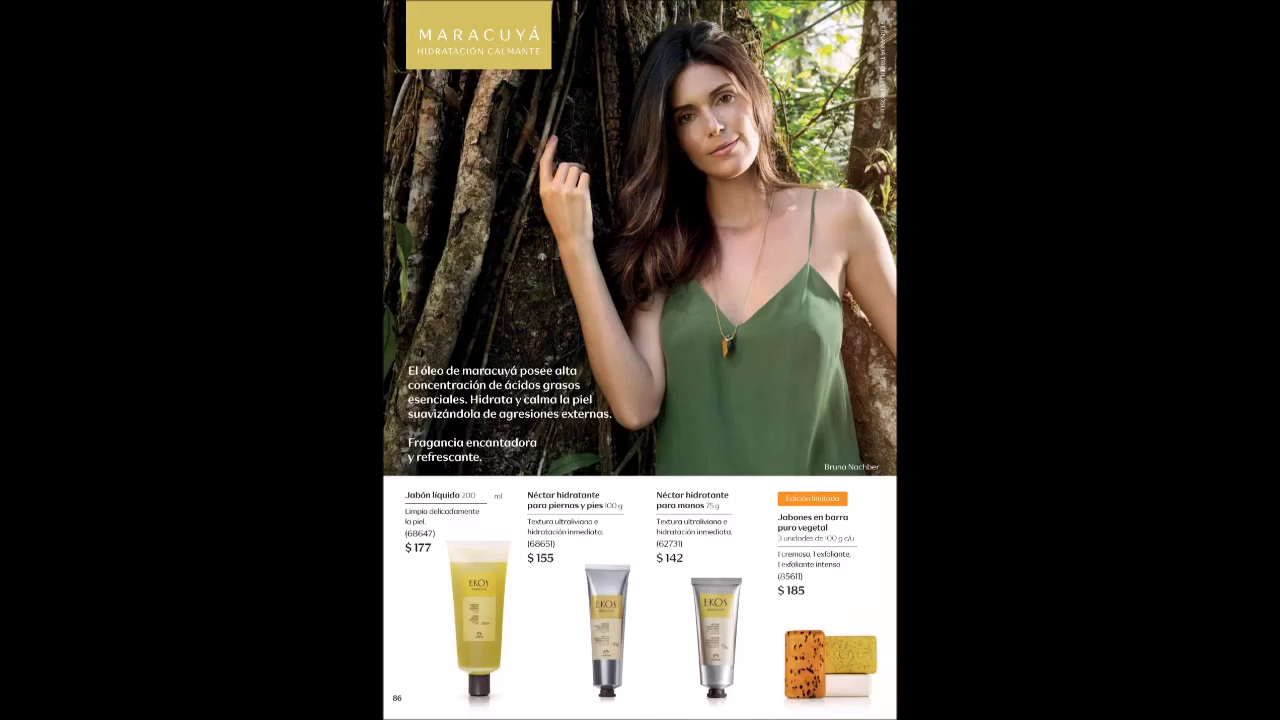 MARACUYÁ
HIDRATACIÓN CALMANTE
El óleo de maracuyá posee alta
concentración de ácidos grasos
esenciales. Hidrata y calma la piel
suavizándola de agresiones externas.
Fragancia encantadora
y refrescante.
Bruna Nachber
Jabón líquido 200 ml
Limpia delicadamente
la piel.
(68647)
$ 177
Néctar hidratante
para piernas y pies 100 g
Textura ultraliviana e
hidratación inmediata.
(68651)
$ 155
Néctar hidratante
para manos 75 g
Textura ultraliviana e
hidratación inmediata.
(62731)
$ 142
Edición limitada
Jabones en barra
puro vegetal
3 unidades de 100 g c/u
1 cremoso, 1 exfoliante,
1 exfoliante intenso
(85611)
$ 185
EKOS
EKOS
EKOS
86